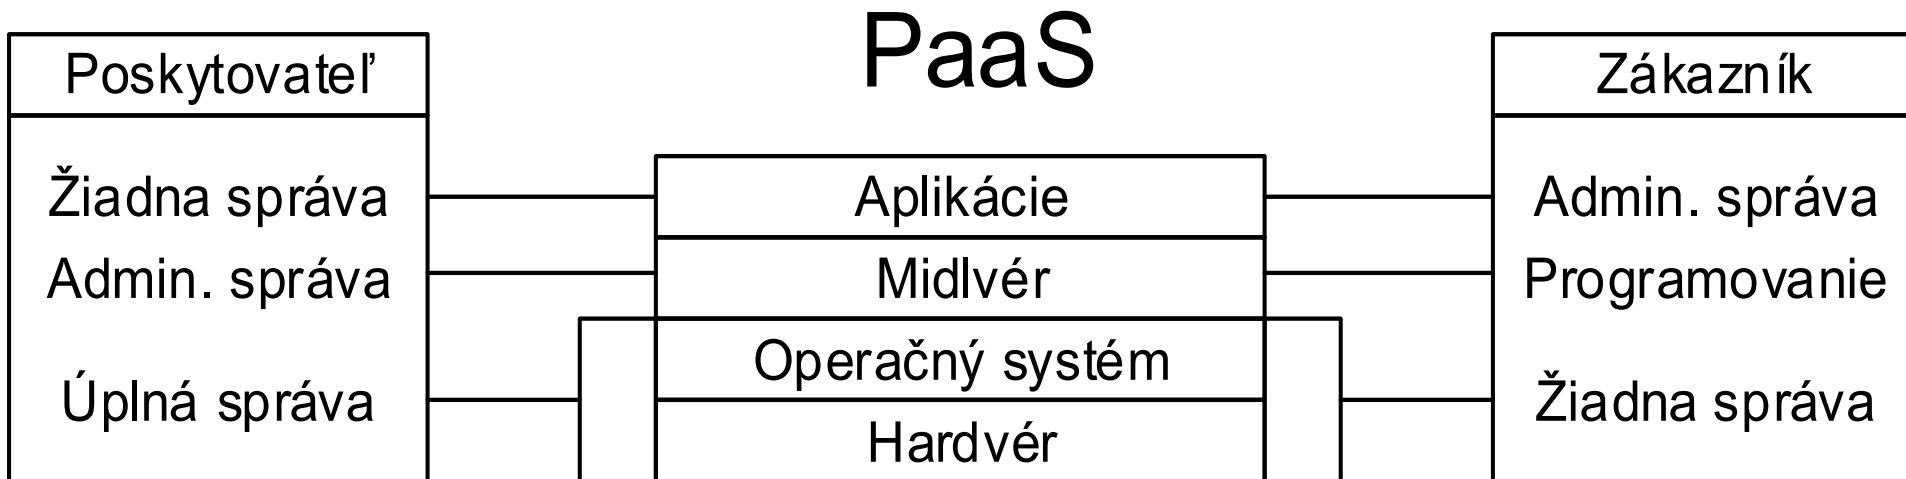 PaaS
Poskytovateľ
Zákazník
Žiadna správa
Aplikácie
Admin. správa
Admin. správa
Midlvér
Programovanie
Operačný systém
Úplná správa
Žiadna správa
Hardvér